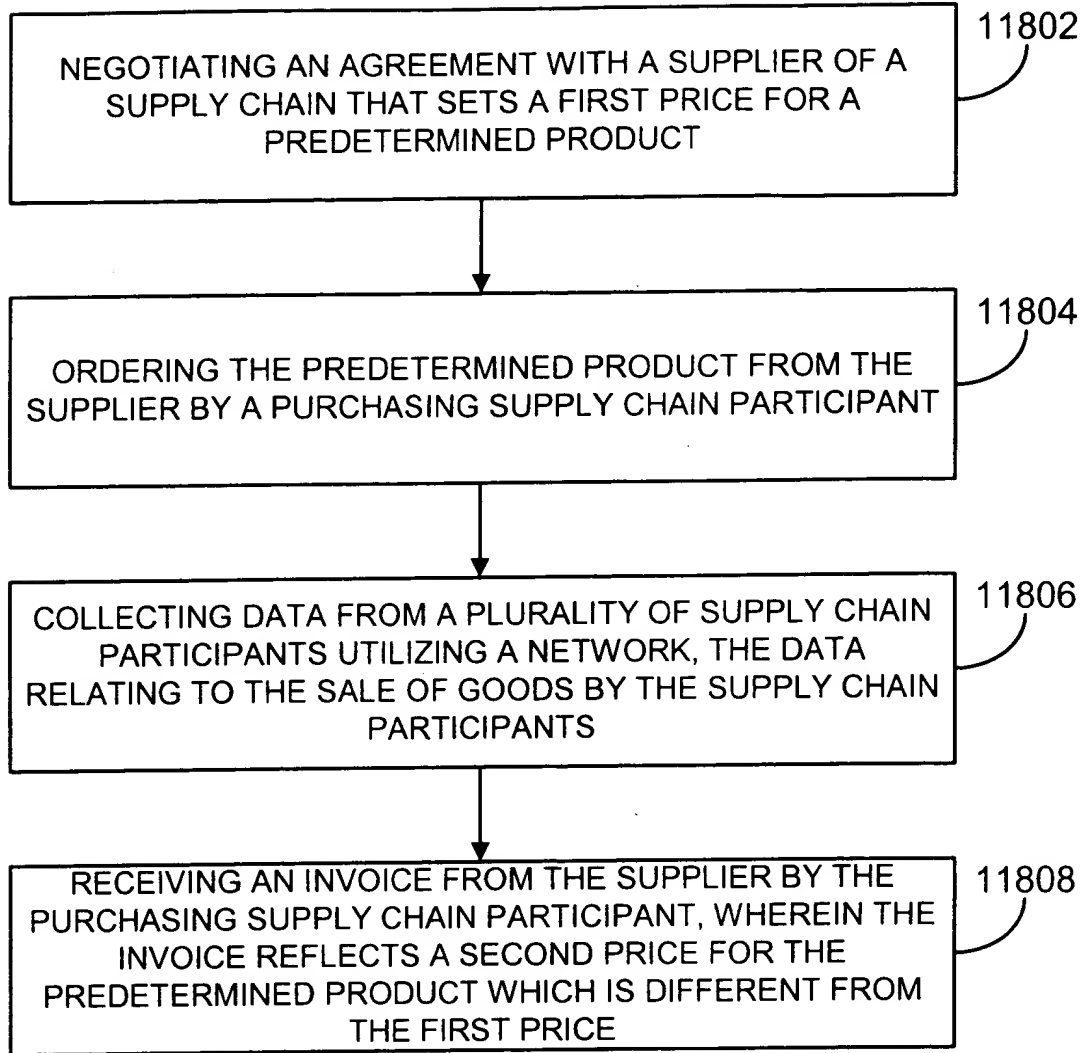 11802
NEGOTIATING AN AGREEMENT WITH A SUPPLIER OF A
SUPPLY CHAIN THAT SETS A FIRST PRICE FOR A
PREDETERMINED PRODUCT
11804
ORDERING THE PREDETERMINED PRODUCT FROM THE
SUPPLIER BY A PURCHASING SUPPLY CHAIN PARTICIPANT
11806
COLLECTING DATA FROM A PLURALITY OF SUPPLY CHAIN
PARTICIPANTS UTILIZING A NETWORK, THE DATA
RELATING TO THE SALE OF GOODS BY THE SUPPLY CHAIN
PARTICIPANTS
11808
RECEIVING AN INVOICE FROM THE SUPPLIER BY THE
PURCHASING SUPPLY CHAIN PARTICIPANT, WHEREIN THE
INVOICE REFLECTS A SECOND PRICE FOR THE
PREDETERMINED PRODUCT WHICH IS DIFFERENT FROM
THE FIRST PRICE